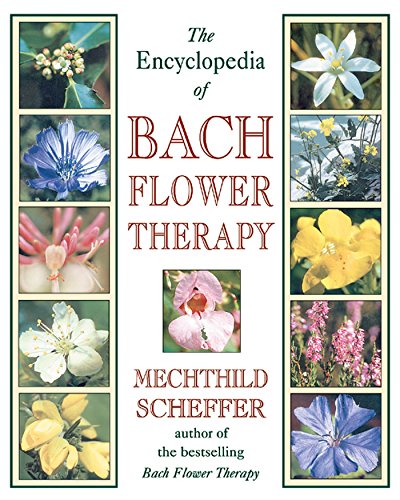 The
Encyclopedia
of
BACH
FLOWER
THERAPY
MECHTHILD
SCHEFFER
author of
the bestselling
Bach Flower Therapy